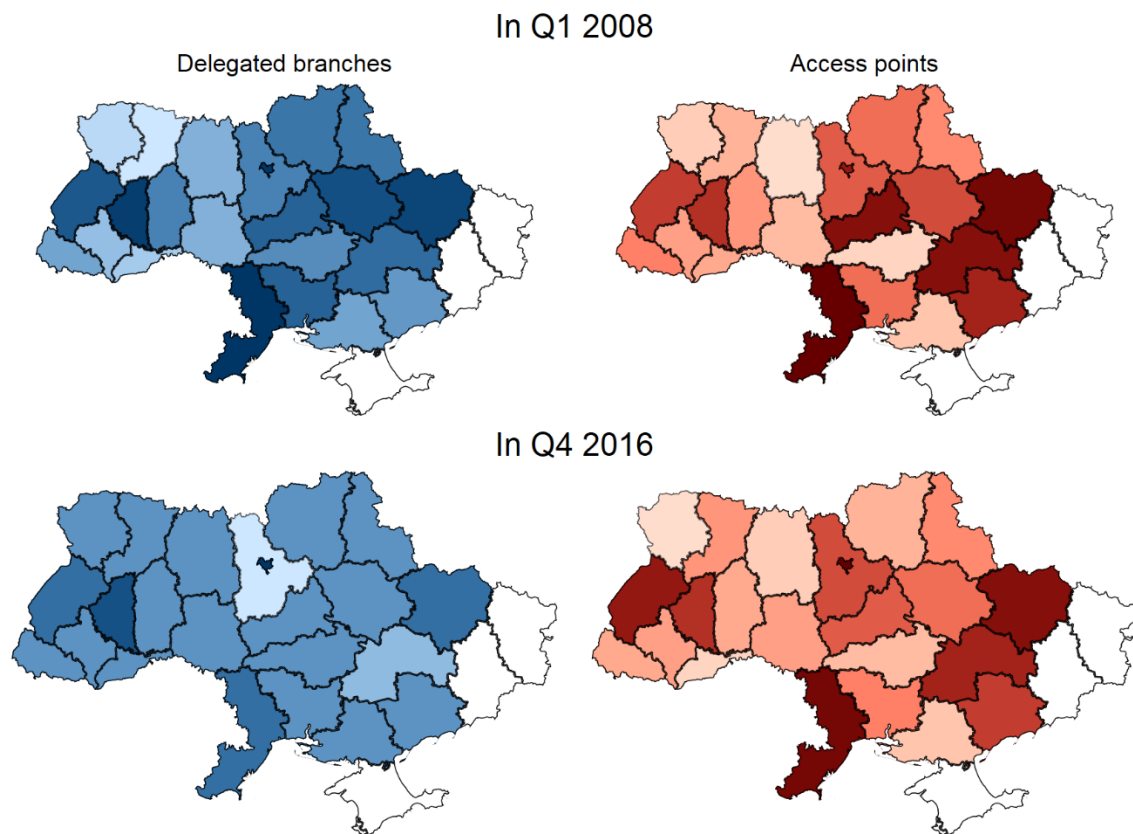 In Q1 2008
Delegated branches
Access points
In Q4 2016